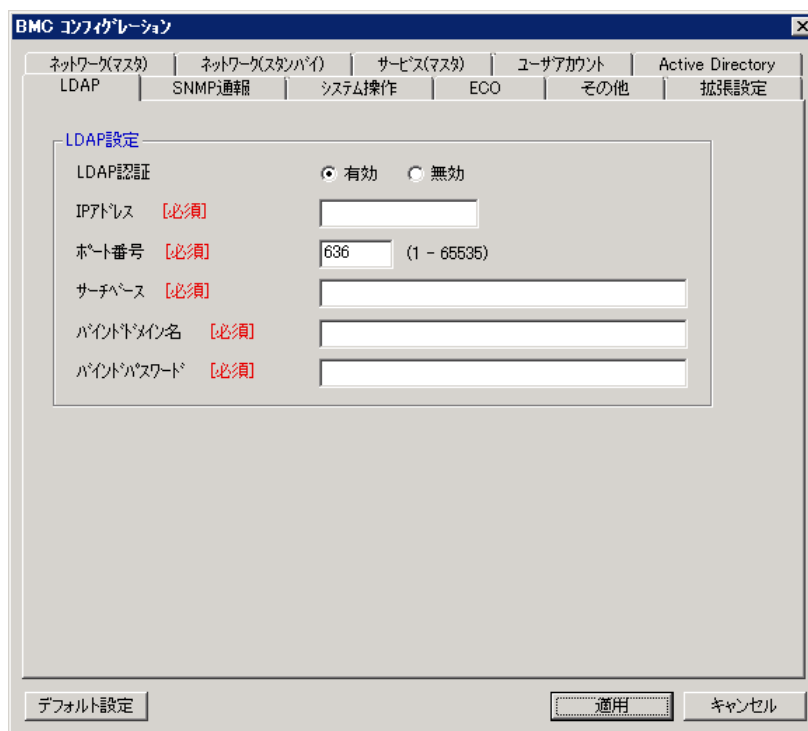 BMC コンフィグレーション
ネットワーク(マスタ) ネットワーク(スタンバイ) サービス(マスタ) ユーザアカウント Active Directory
LDAP SNMP通報 システム操作 ECO その他 拡張設定
LDAP設定
LDAP認証 有効 無効
IPアドレス [必須]
ポート番号 [必須] 636 (1 - 65535)
サーチベース [必須]
バインドドメイン名 [必須]
バインドパスワード [必須]
デフォルト設定 適用 キャンセル